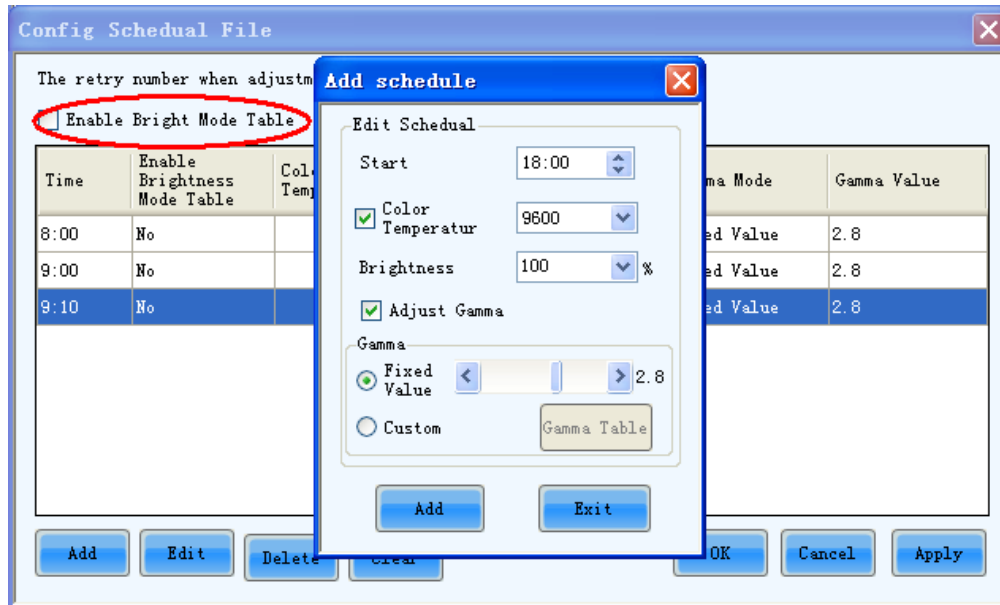 Config Schedual File
The retry number when adjustm
Enable Bright Mode Table
Time
Enable
Brightness
Mode Table
Gamma Value
Mode
8:00 No ed Value 2.8
9:00 No ed Value 2.8
9:10 No ed Value 2.8
Add Edit Delete Clear OK Cancel Apply
Add schedule
Edit Schedual
Start 18:00
Color
Temperatur 9600
Brightness 100 %
Adjust Gamma
Gamma
Fixed
Value 2.8
Custom Gamma Table
Add Exit